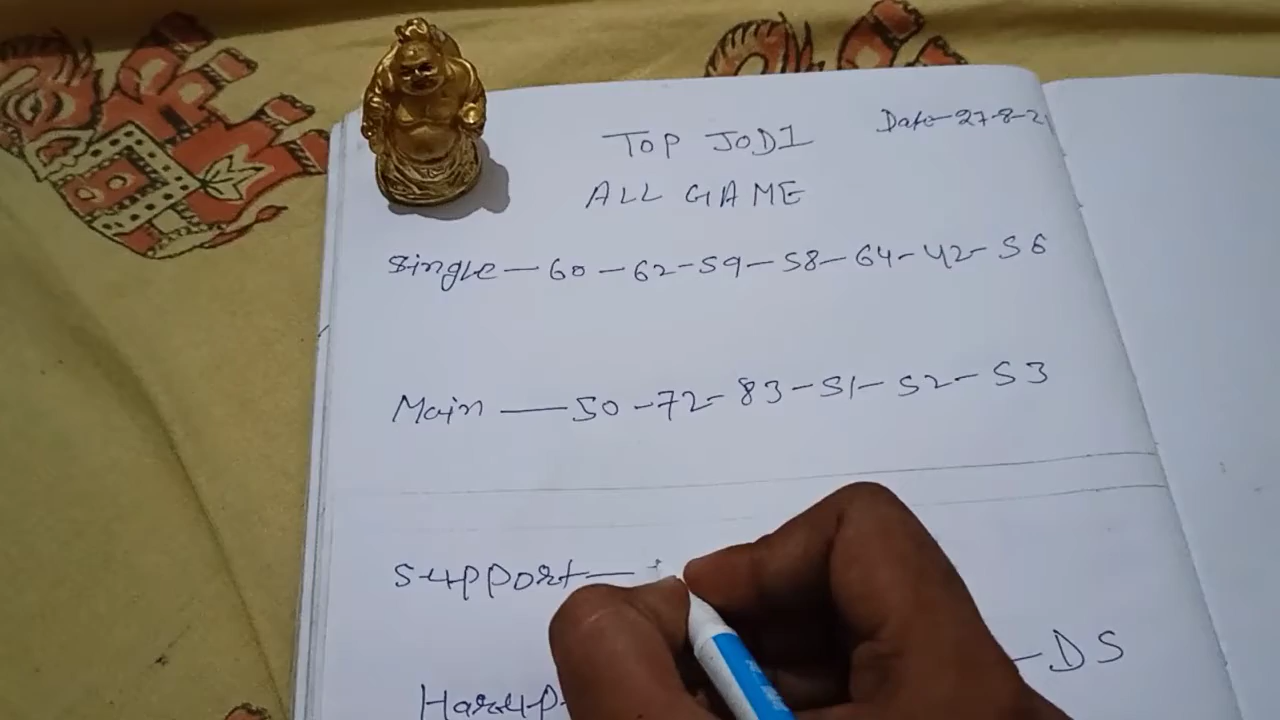 TOP JODI
Date-27-8-2
ALL GAME
Single-60-62-59-58-64-42-56
Main-50-72-83-51-52-53
Support-
Harup-
-DS